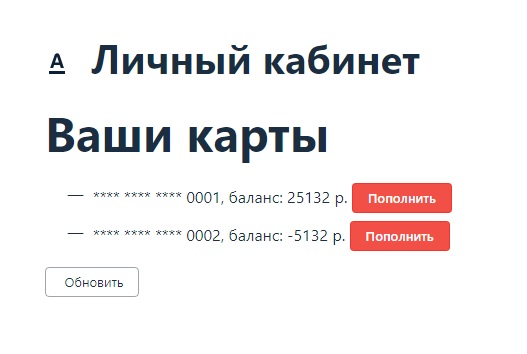 А Личный кабинет
Ваши карты
— **** **** **** 0001, баланс: 25132 р. Пополнить
— **** **** **** 0002, баланс: -5132 р. Пополнить
Обновить